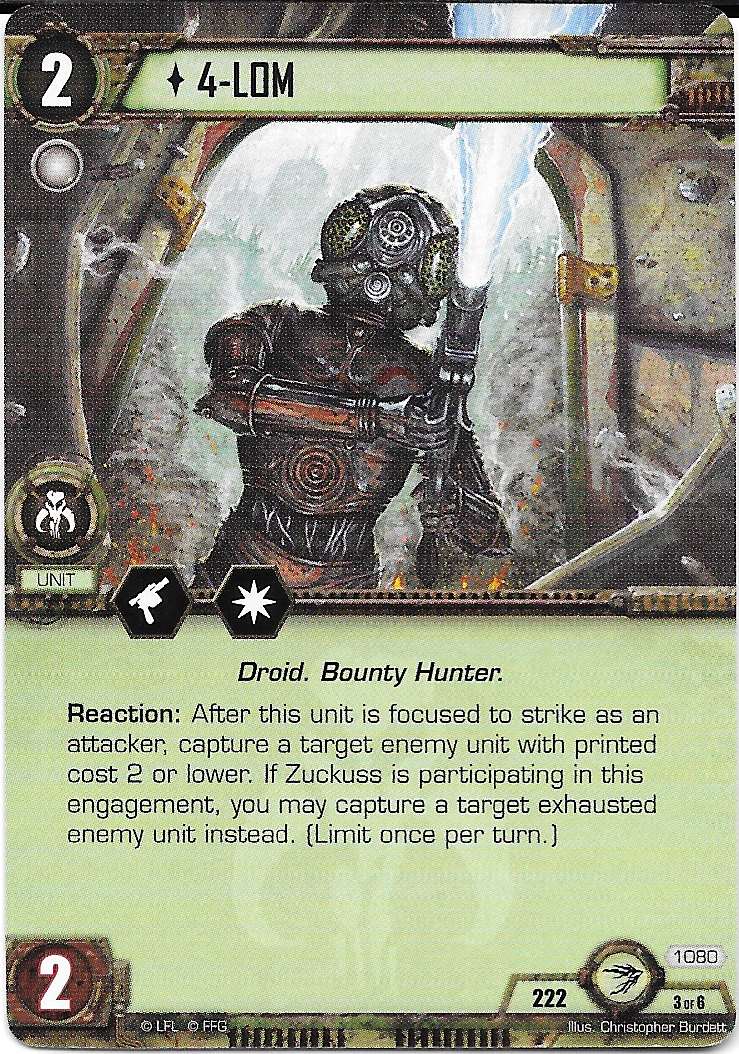 2
4-LOM
UNIT
Droid. Bounty Hunter.
Reaction: After this unit is focused to strike as an
attacker, capture a target enemy unit with printed
cost 2 or lower. If Zuckuss is participating in this
engagement, you may capture a target exhausted
enemy unit instead. (Limit once per turn.)
2
1080
222
3 OF 6
© LFL © FFG
Illus. Christopher Burdett